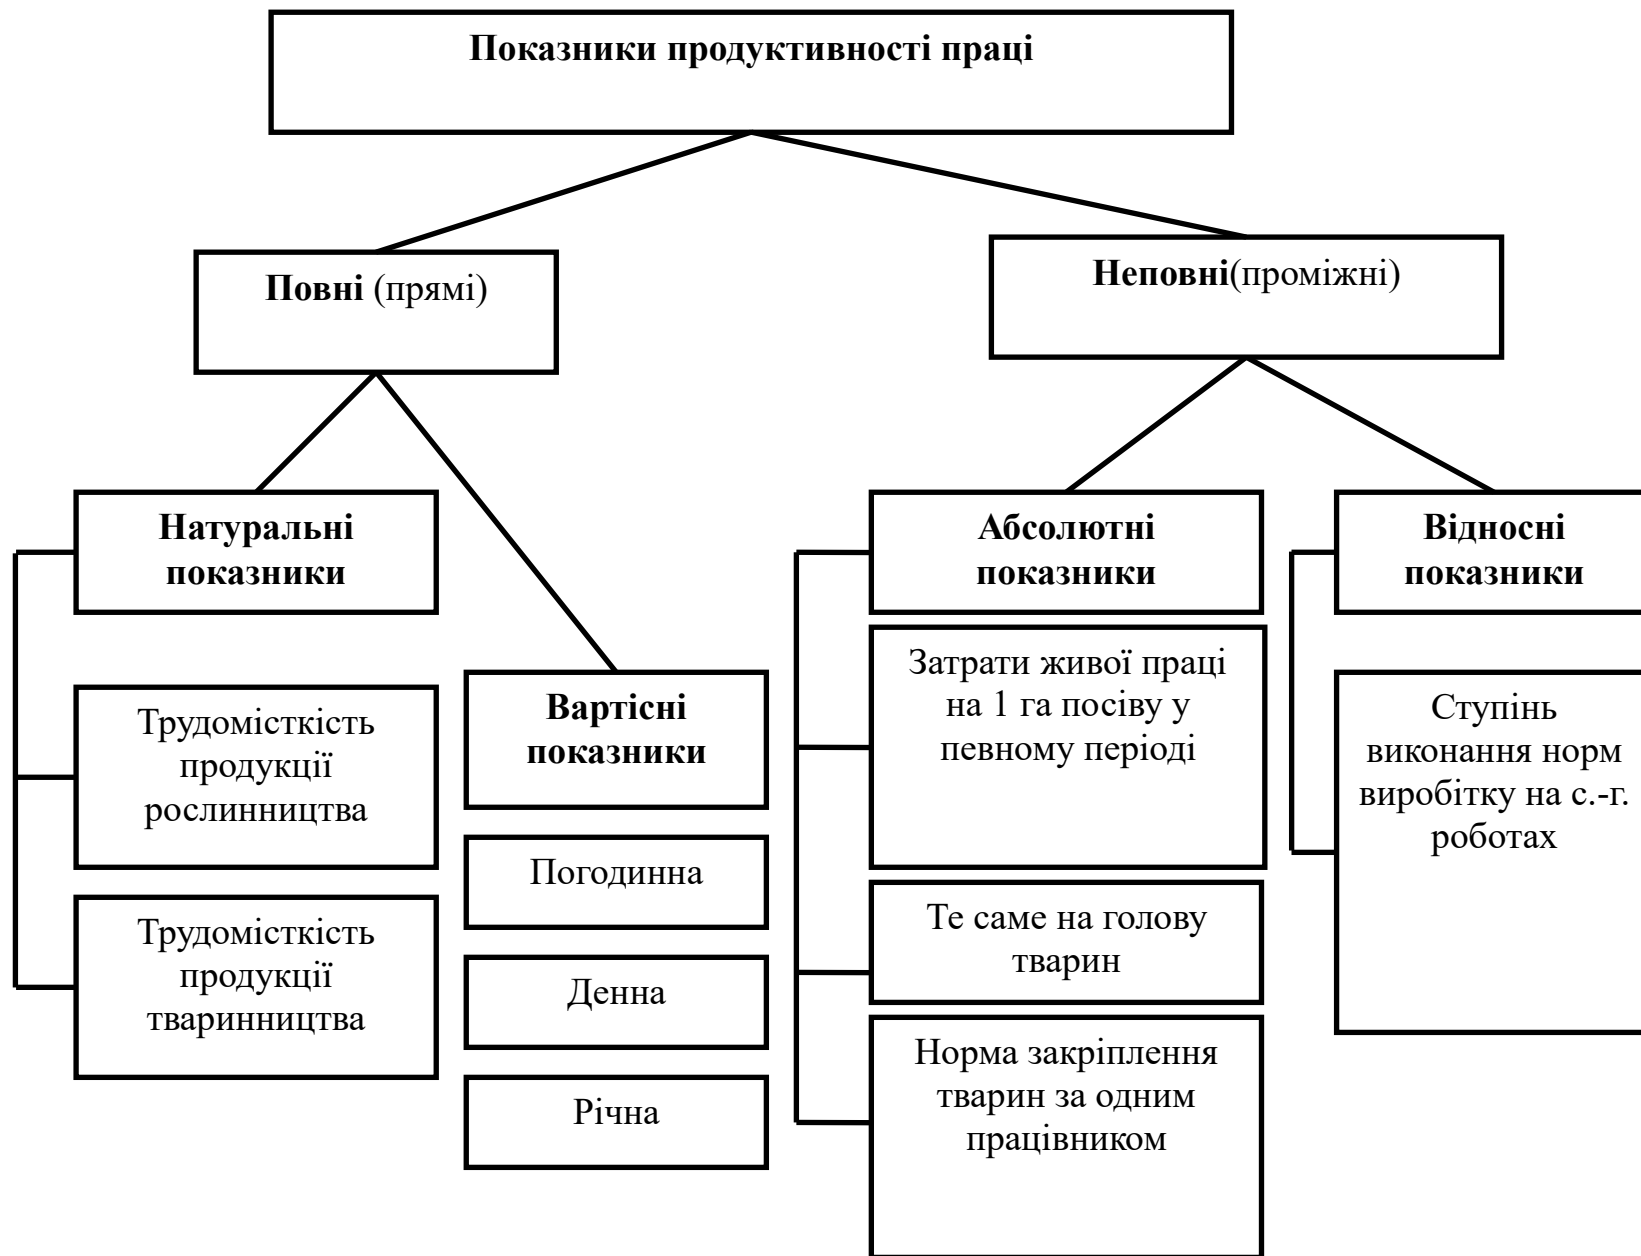 Показники продуктивності праці
Повні (прямі)
Неповні(проміжні)
Натуральні
показники
Трудомісткість
продукції
рослинництва
Трудомісткість
продукції
тваринництва
Вартісні
показники
Погодинна
Денна
Річна
Абсолютні
показники
Затрати живої праці
на 1 га посіву у
певному періоді
Те саме на голову
тварин
Норма закріплення
тварин за одним
працівником
Відносні
показники
Ступінь
виконання норм
виробітку на с.-г.
роботах